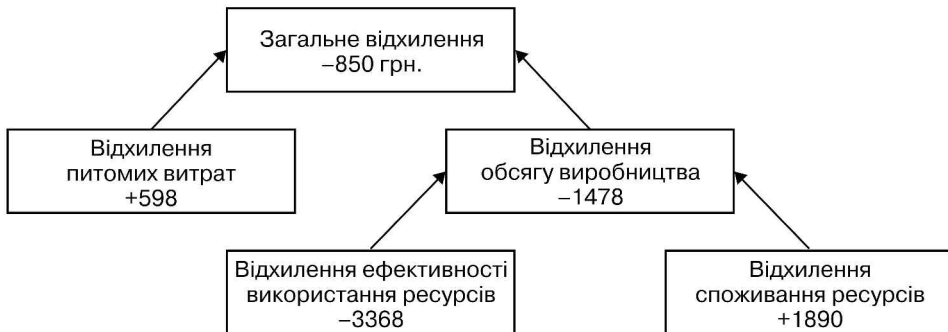 Загальне відхилення
–850 грн.
Відхилення
питомих витрат
+598
Відхилення
обсягу виробництва
–1478
Відхилення ефективності
використання ресурсів
–3368
Відхилення
споживання ресурсів
+1890